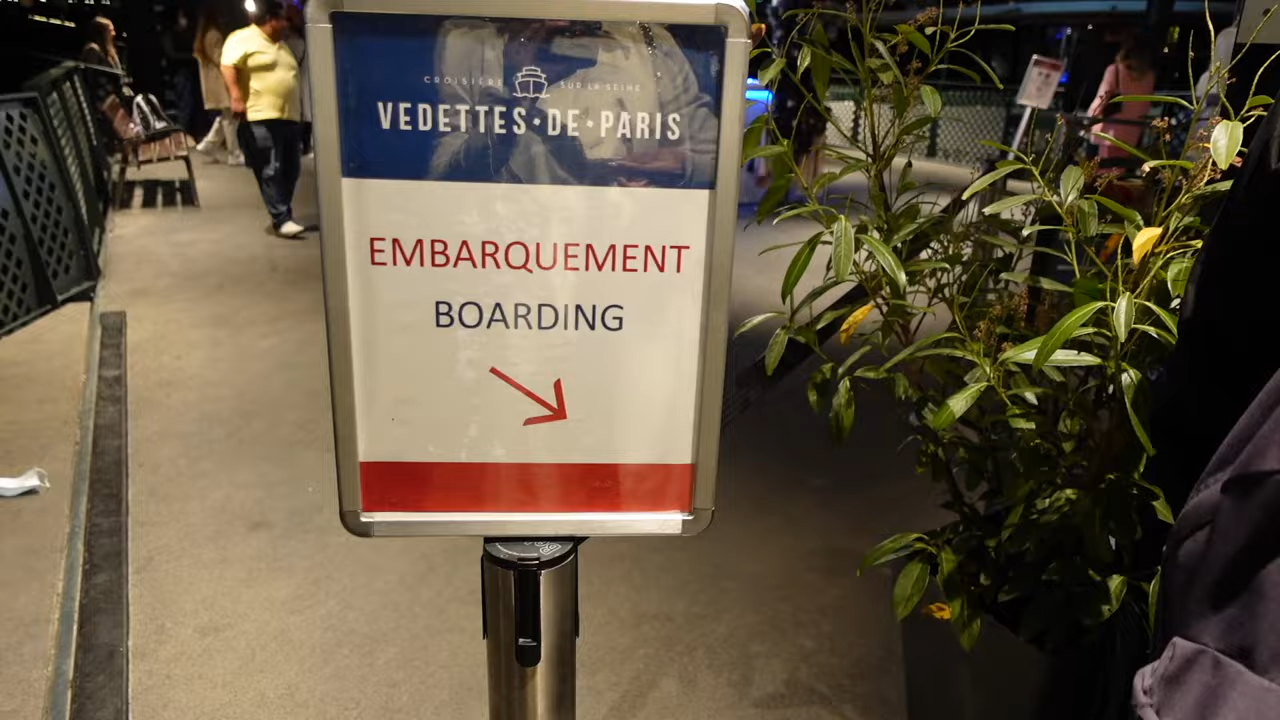 CROISIÈRE SUR LA SEINE
VEDETTES·DE·PARIS
EMBARQUEMENT
BOARDING